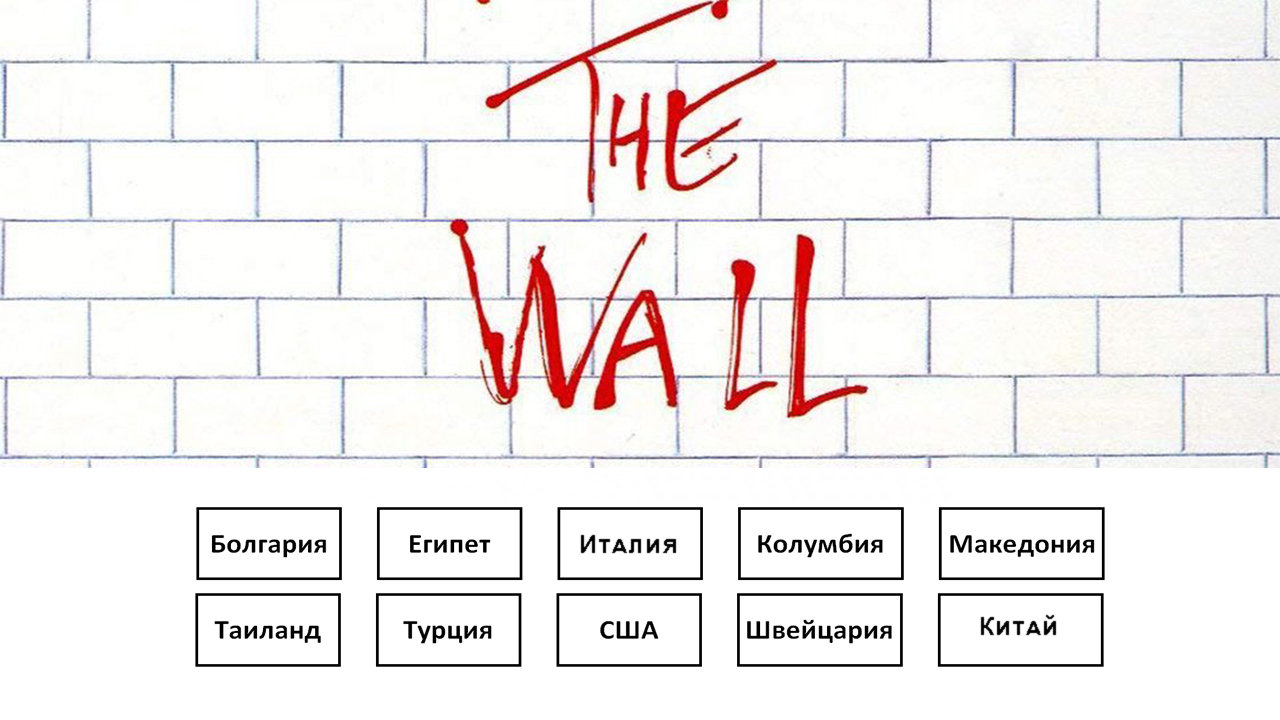 THE
WALL
Болгария Египет Италия Колумбия Македония
Таиланд Турция США Швейцария Китай